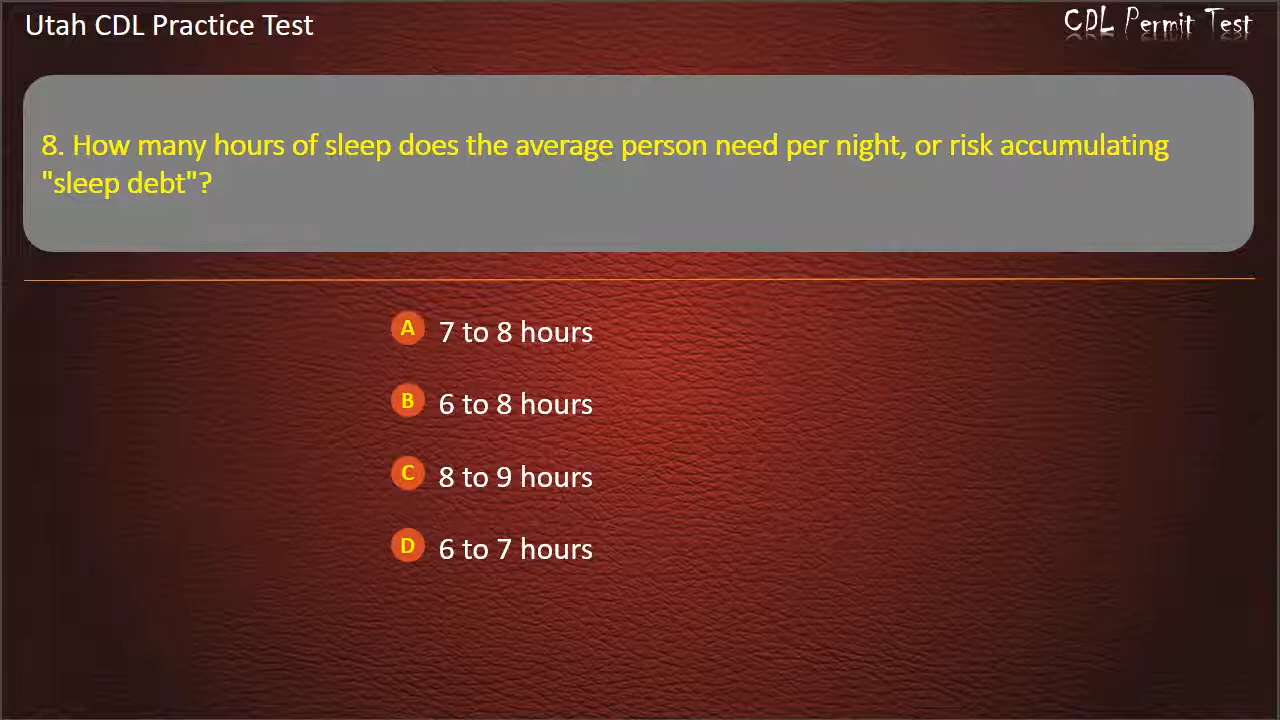 Utah CDL Practice Test
CDL Permit Test
8. How many hours of sleep does the average person need per night, or risk accumulating
"sleep debt"?
A 7 to 8 hours
B 6 to 8 hours
C 8 to 9 hours
D 6 to 7 hours